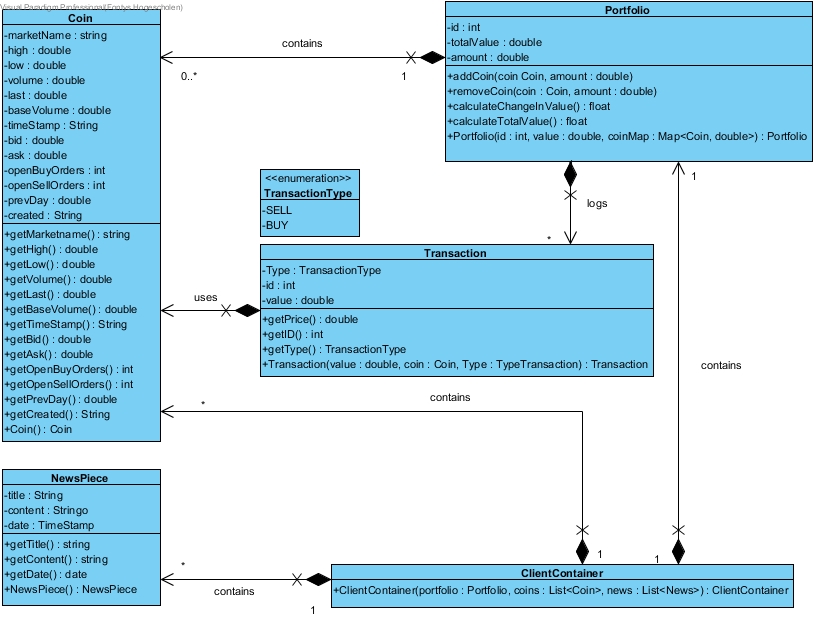 Visual Paradigm Professional(Fontys Hogescholen)
Coin
-marketName : string
-high : double
-low : double
-volume : double
-last : double
-baseVolume : double
-timeStamp : String
-bid : double
-ask : double
-openBuyOrders : int
-openSellOrders : int
-prevDay : double
-created : String
+getMarketname() : string
+getHigh() : double
+getLow() : double
+getVolume() : double
+getLast() : double
+getBaseVolume() : double
+getTimeStamp() : String
+getBid() : double
+getAsk() : double
+getOpenBuyOrders() : int
+getOpenSellOrders() : int
+getPrevDay() : double
+getCreated() : String
+Coin() : Coin
contains
0..*
1
Portfolio
-id : int
-totalValue : double
-amount : double
+addCoin(coin Coin, amount : double)
+removeCoin(coin : Coin, amount : double)
+calculateChangeInValue() : float
+calculateTotalValue() : float
+Portfolio(id : int, value : double, coinMap : Map<Coin, double>) : Portfolio
<<enumeration>>
TransactionType
-SELL
-BUY
logs
*
1
Transaction
-Type : TransactionType
-id : int
-value : double
+getPrice() : double
+getID() : int
+getType() : TransactionType
+Transaction(value : double, coin : Coin, Type : TypeTransaction) : Transaction
uses
contains
*
1
contains
1
NewsPiece
-title : String
-content : Stringo
-date : TimeStamp
+getTitle() : string
+getContent() : string
+getDate() : date
+NewsPiece() : NewsPiece
*
contains
1
ClientContainer
+ClientContainer(portfolio : Portfolio, coins : List<Coin>, news : List<News>) : ClientContainer